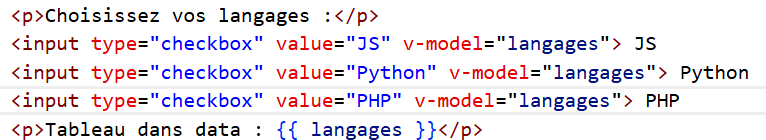 <p>Choisissez vos langages :</p>
<input type="checkbox" value="JS" v-model="langages"> JS
<input type="checkbox" value="Python" v-model="langages"> Python
<input type="checkbox" value="PHP" v-model="langages"> PHP
<p>Tableau dans data : {{ langages }}</p>